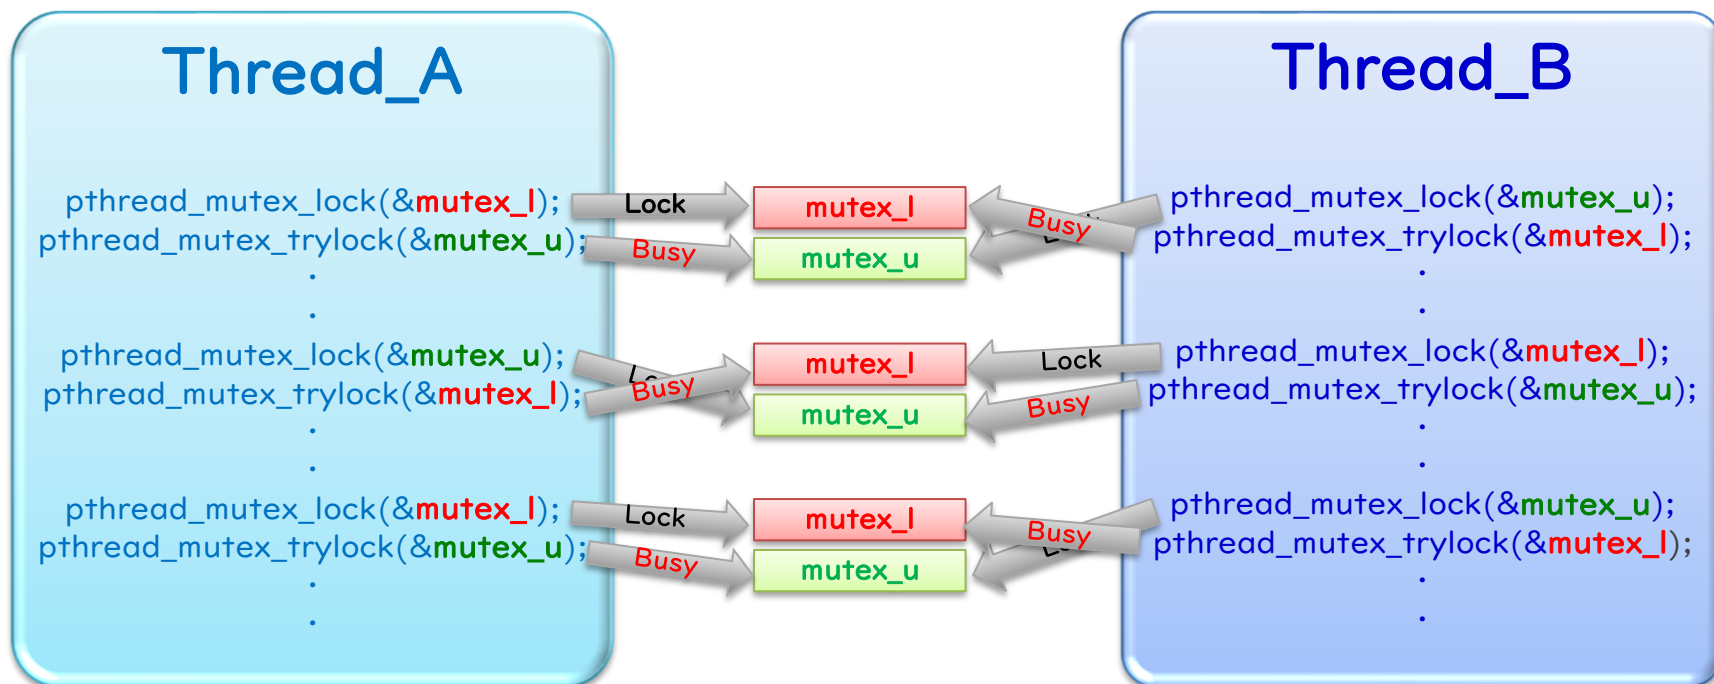 Thread_A
pthread_mutex_lock(&mutex_l);
pthread_mutex_trylock(&mutex_u);
.
.
pthread_mutex_lock(&mutex_u);
pthread_mutex_trylock(&mutex_l);
.
.
pthread_mutex_lock(&mutex_l);
pthread_mutex_trylock(&mutex_u);
.
.
Lock
Busy
mutex_l
mutex_u
Busy
Busy
mutex_l
mutex_u
Lock
Busy
Lock
Busy
mutex_l
mutex_u
Busy
Thread_B
pthread_mutex_lock(&mutex_u);
pthread_mutex_trylock(&mutex_l);
.
.
pthread_mutex_lock(&mutex_l);
pthread_mutex_trylock(&mutex_u);
.
.
pthread_mutex_lock(&mutex_u);
pthread_mutex_trylock(&mutex_l);
.
.